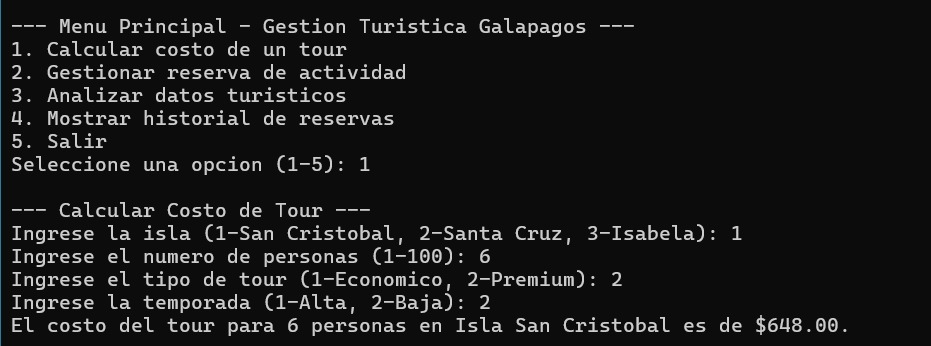 --- Menu Principal - Gestion Turistica Galapagos ---
1. Calcular costo de un tour
2. Gestionar reserva de actividad
3. Analizar datos turisticos
4. Mostrar historial de reservas
5. Salir
Seleccione una opcion (1-5): 1
--- Calcular Costo de Tour ---
Ingrese la isla (1-San Cristobal, 2-Santa Cruz, 3-Isabela): 1
Ingrese el numero de personas (1-100): 6
Ingrese el tipo de tour (1-Economico, 2-Premium): 2
Ingrese la temporada (1-Alta, 2-Baja): 2
El costo del tour para 6 personas en Isla San Cristobal es de $648.00.